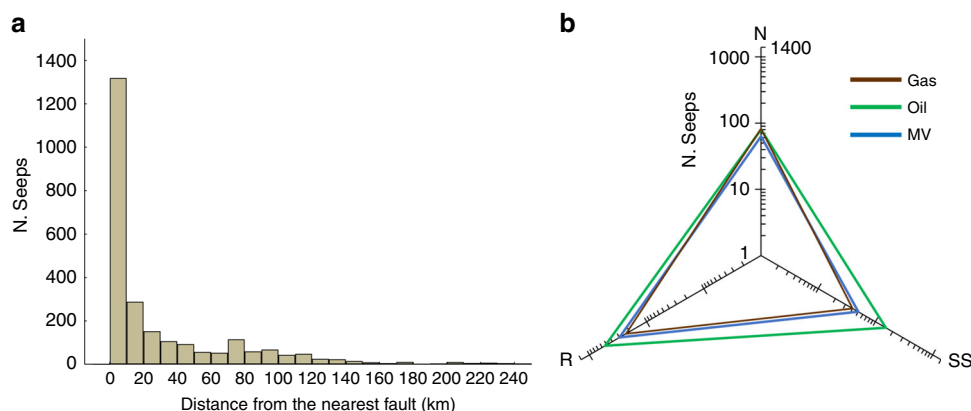 a
N. Seeps
1400
1200
1000
800
600
400
200
0
0 20 40 60 80 100 120 140 160 180 200 220 240
Distance from the nearest fault (km)
b
N
1000 1400
100
10
1
N. Seeps
R
SS
Gas
Oil
MV